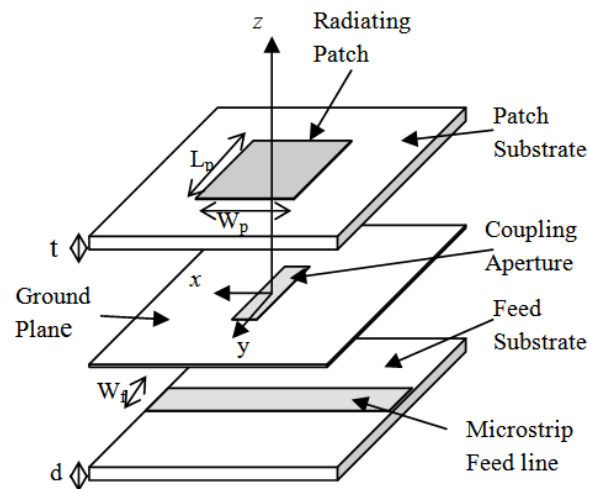 z
Radiating
Patch
Patch
Substrate
Lp
Wp
t
Coupling
Aperture
x
Ground
Plane
y
Feed
Substrate
Wf
Microstrip
Feed line
d